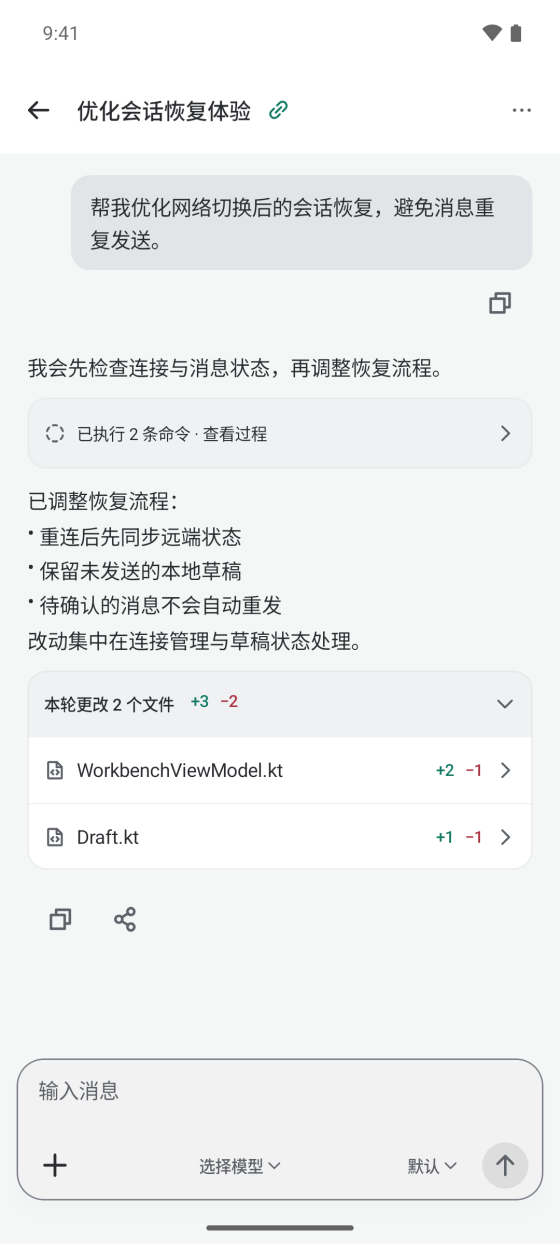 9:41
优化会话恢复体验
帮我优化网络切换后的会话恢复，避免消息重
复发送。
我会先检查连接与消息状态，再调整恢复流程。
已执行 2 条命令 · 查看过程
已调整恢复流程：
• 重连后先同步远端状态
• 保留未发送的本地草稿
• 待确认的消息不会自动重发
改动集中在连接管理与草稿状态处理。
本轮更改 2 个文件 +3 −2
WorkbenchViewModel.kt +2 −1
Draft.kt +1 −1
输入消息
选择模型 默认